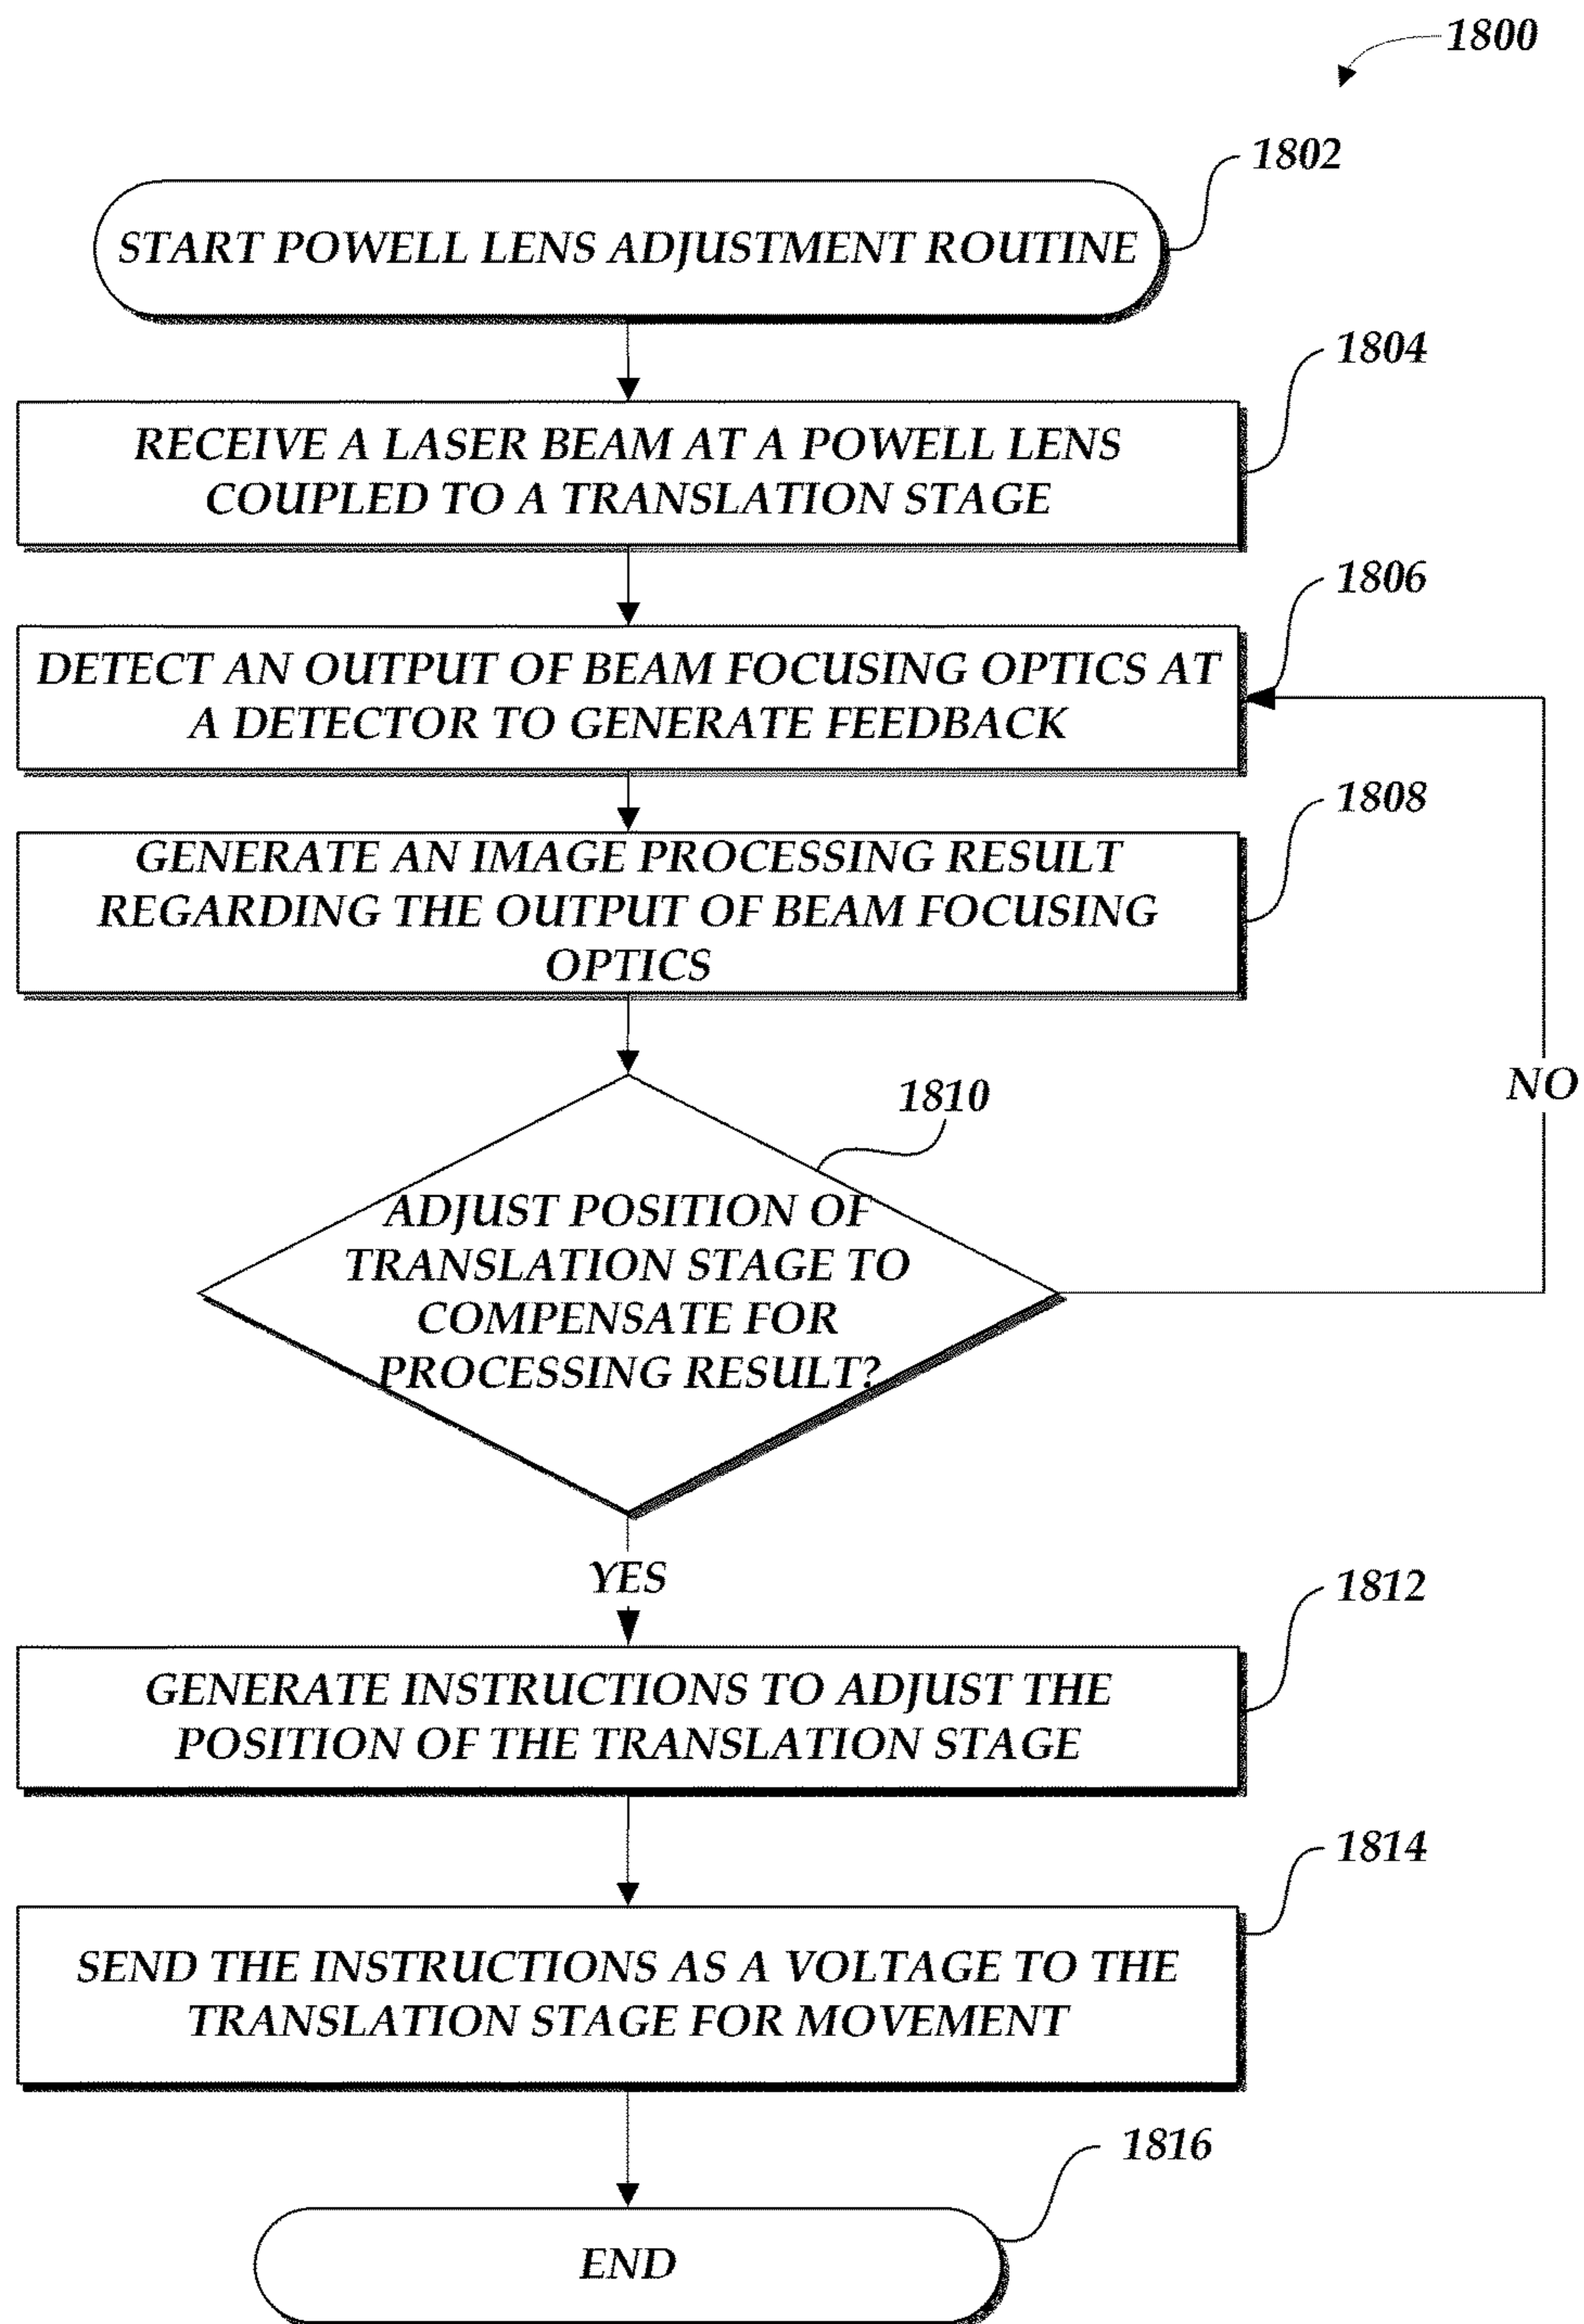 1800
1802
START POWELL LENS ADJUSTMENT ROUTINE
1804
RECEIVE A LASER BEAM AT A POWELL LENS
COUPLED TO A TRANSLATION STAGE
1806
DETECT AN OUTPUT OF BEAM FOCUSING OPTICS AT
A DETECTOR TO GENERATE FEEDBACK
1808
GENERATE AN IMAGE PROCESSING RESULT
REGARDING THE OUTPUT OF BEAM FOCUSING
OPTICS
1810
NO
ADJUST POSITION OF
TRANSLATION STAGE TO
COMPENSATE FOR
PROCESSING RESULT?
YES
1812
GENERATE INSTRUCTIONS TO ADJUST THE
POSITION OF THE TRANSLATION STAGE
1814
SEND THE INSTRUCTIONS AS A VOLTAGE TO THE
TRANSLATION STAGE FOR MOVEMENT
1816
END